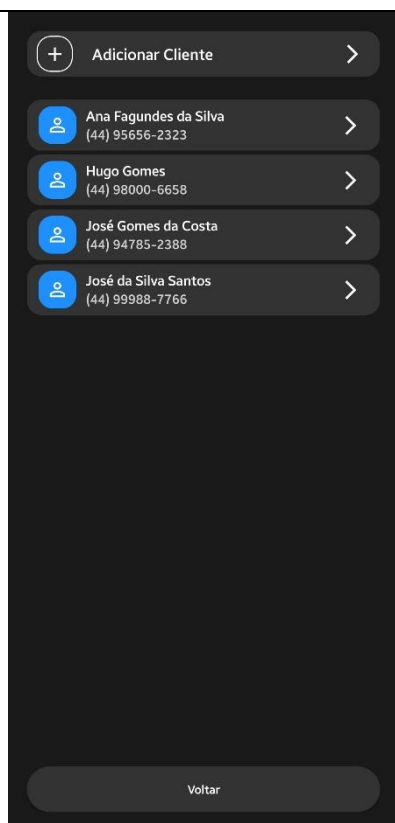 Adicionar Cliente
Ana Fagundes da Silva
(44) 95656-2323
Hugo Gomes
(44) 98000-6658
José Gomes da Costa
(44) 94785-2388
José da Silva Santos
(44) 99988-7766
Voltar